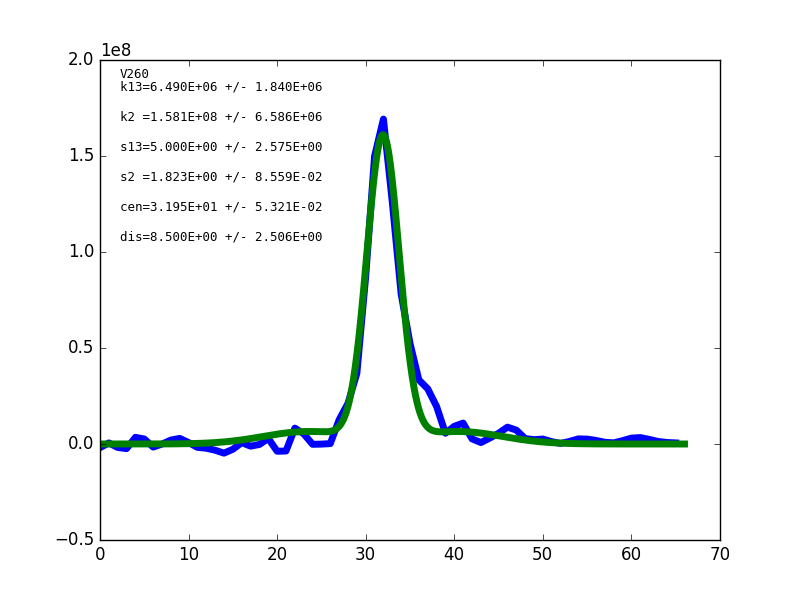 1e8
2.0
V260
k13=6.490E+06 +/- 1.840E+06
k2 =1.581E+08 +/- 6.586E+06
1.5
s13=5.000E+00 +/- 2.575E+00
s2 =1.823E+00 +/- 8.559E-02
cen=3.195E+01 +/- 5.321E-02
dis=8.500E+00 +/- 2.506E+00
1.0
0.5
0.0
−0.5
0 10 20 30 40 50 60 70